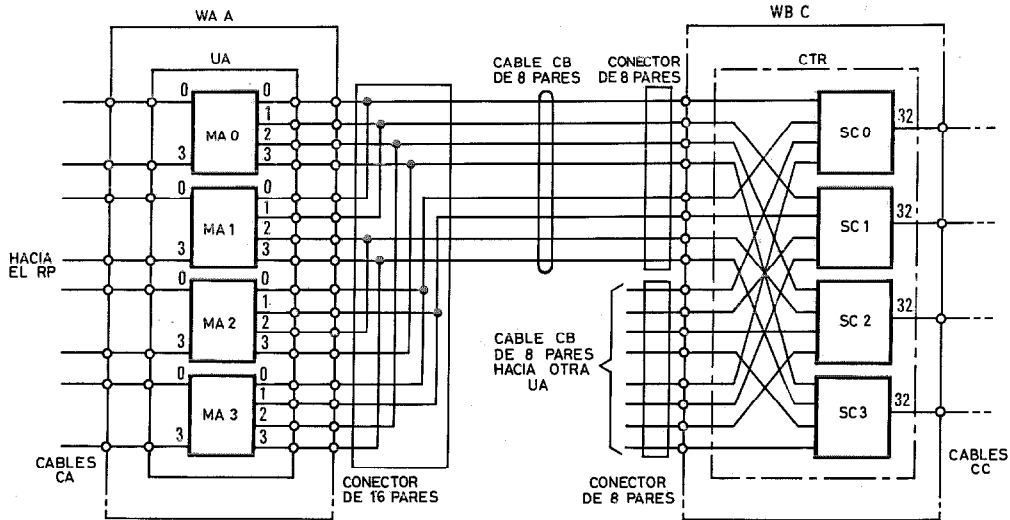 WA A
WB C
UA
CABLE CB
DE 8 PARES
CONECTOR
DE 8 PARES
CTR
0 0
1
2
3 3
MA 0
SC 0
32
0 0
1
2
3 3
MA 1
SC 1
32
HACIA
EL RP
0 0
1
2
3 3
MA 2
SC 2
32
CABLE CB
DE 8 PARES
HACIA OTRA
UA
0 0
1
2
3 3
MA 3
SC 3
32
CABLES
CA
CONECTOR
DE 16 PARES
CONECTOR
DE 8 PARES
CABLES
CC